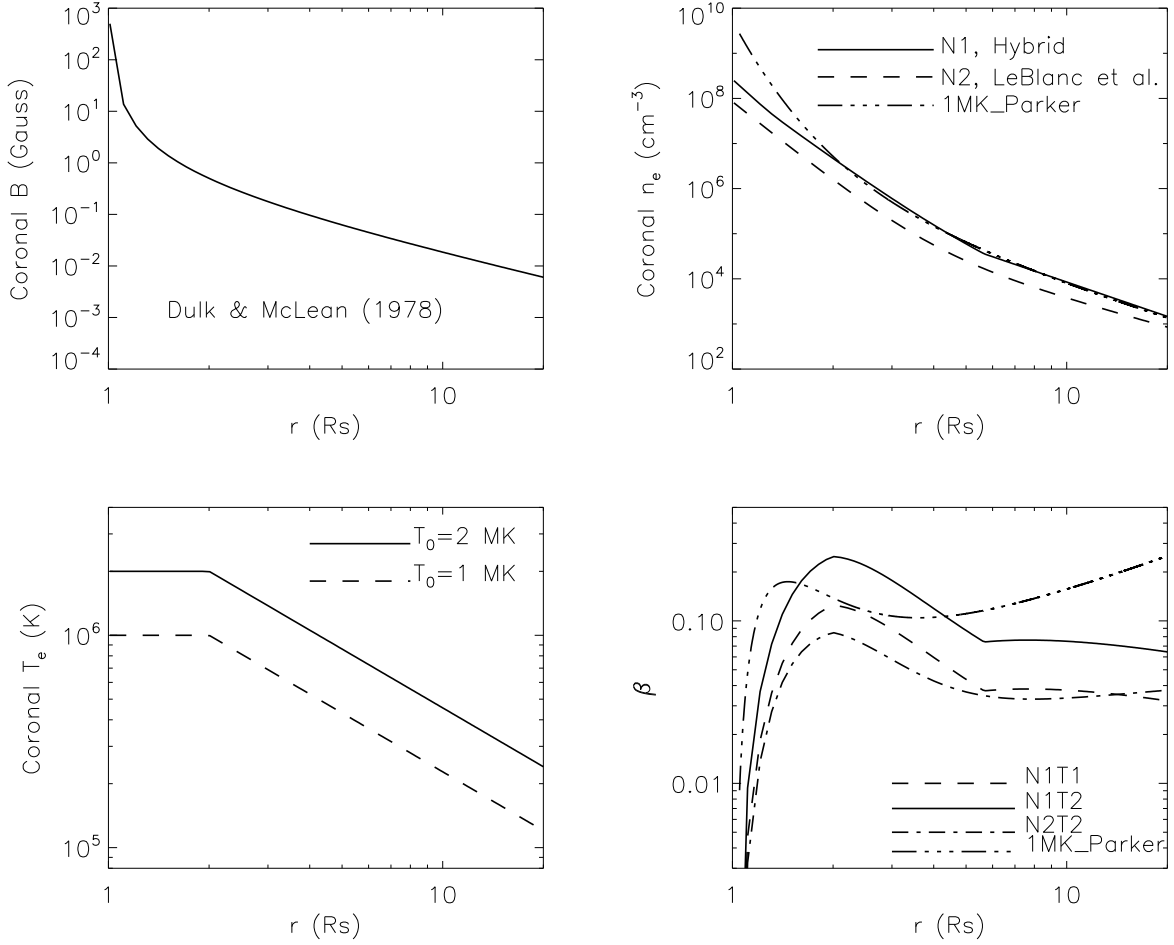 10^3
10^2
10^1
10^0
10^-1
10^-2
10^-3
10^-4
Coronal B (Gauss)
Dulk & McLean (1978)
1
10
r (Rs)
10^10
10^8
10^6
10^4
10^2
Coronal n_e (cm^-3)
N1, Hybrid
N2, LeBlanc et al.
1MK_Parker
1
10
r (Rs)
10^6
10^5
Coronal T_e (K)
T_0=2 MK
T_0=1 MK
1
10
r (Rs)
0.10
0.01
β
N1T1
N1T2
N2T2
1MK_Parker
1
10
r (Rs)